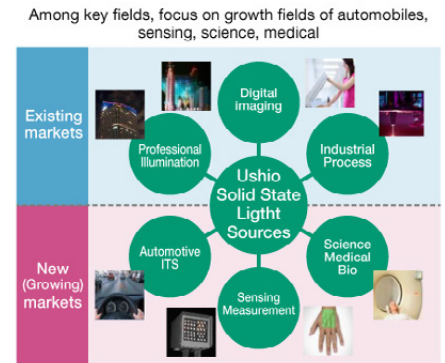 Among key fields, focus on growth fields of automobiles,
sensing, science, medical
Existing
markets
Digital
imaging
Professional
Illumination
Industrial
Process
Ushio
Solid State
Ligtht
Sources
New
(Growing)
markets
Automotive
ITS
Science
Medical
Bio
Sensing
Measurement